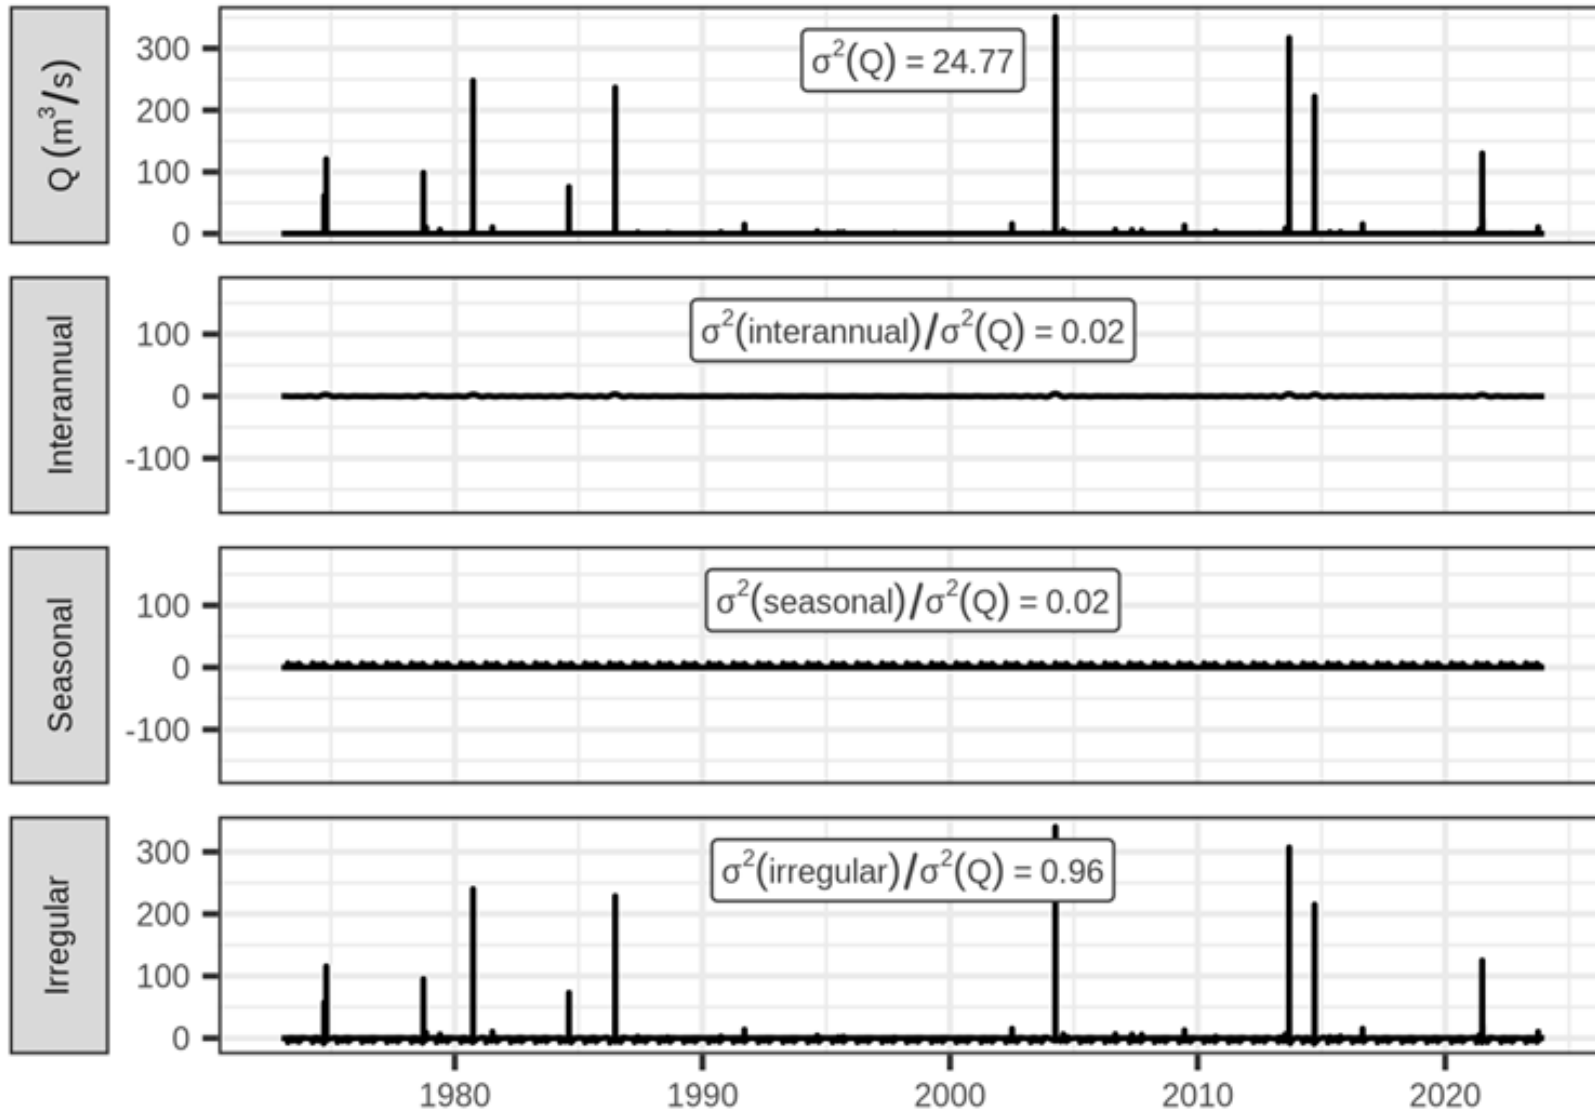 Q (m³/s)
300
200
100
0
σ²(Q) = 24.77
Interannual
100
0
-100
σ²(interannual)/σ²(Q) = 0.02
Seasonal
100
0
-100
σ²(seasonal)/σ²(Q) = 0.02
Irregular
300
200
100
0
σ²(irregular)/σ²(Q) = 0.96
1980 1990 2000 2010 2020